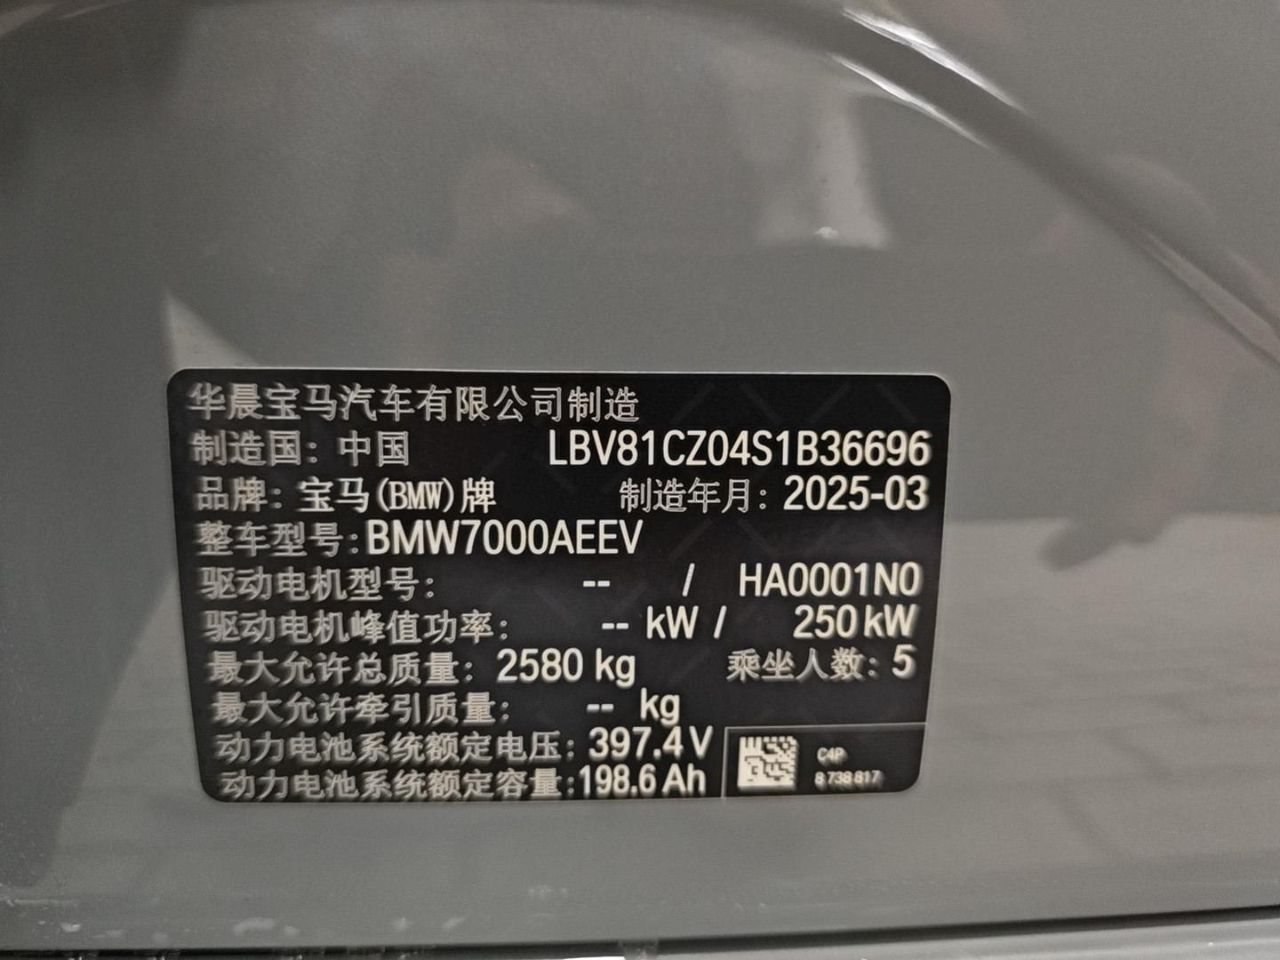 华晨宝马汽车有限公司制造
制造国：中国 LBV81CZ04S1B36696
品牌：宝马(BMW)牌 制造年月：2025-03
整车型号：BMW7000AEEV
驱动电机型号： -- / HA0001N0
驱动电机峰值功率： -- kW / 250 kW
最大允许总质量：2580 kg 乘坐人数：5
最大允许牵引质量： -- kg
动力电池系统额定电压：397.4 V
动力电池系统额定容量：198.6 Ah
C4P
8 738 817